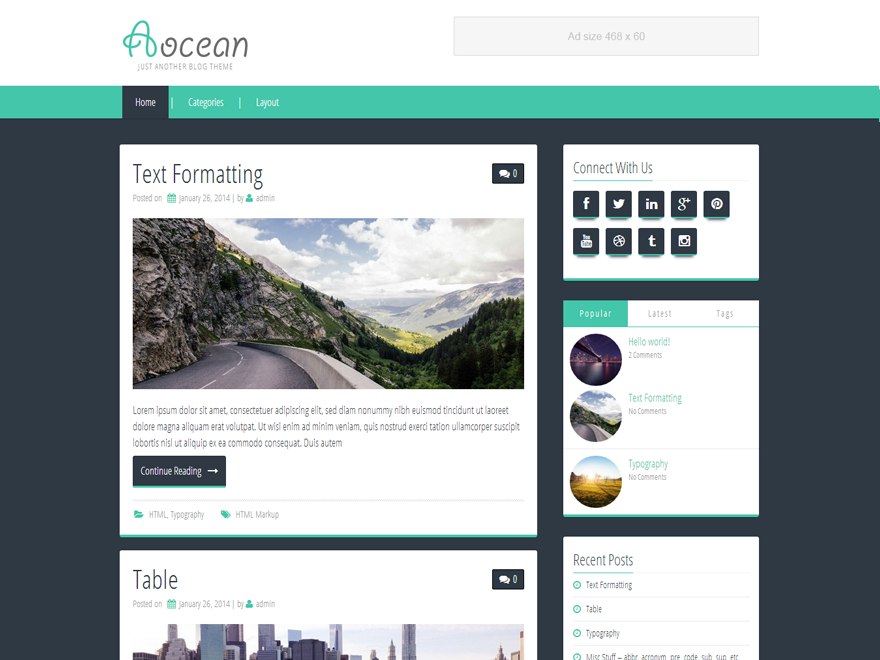 Aocean
JUST ANOTHER BLOG THEME
Ad size 468 x 60
Home | Categories | Layout
Text Formatting
0
Posted on January 26, 2014 | by admin
Lorem ipsum dolor sit amet, consectetuer adipiscing elit, sed diam nonummy nibh euismod tincidunt ut laoreet
dolore magna aliquam erat volutpat. Ut wisi enim ad minim veniam, quis nostrud exerci tation ullamcorper suscipit
lobortis nisl ut aliquip ex ea commodo consequat. Duis autem
Continue Reading →
HTML, Typography HTML Markup
Table
0
Posted on January 26, 2014 | by admin
Connect With Us
Popular Latest Tags
Hello world!
2 Comments
Text Formatting
No Comments
Typography
No Comments
Recent Posts
Text Formatting
Table
Typography
Misc Stuff – abbr, acronym, pre, code, sub, sup, etc.